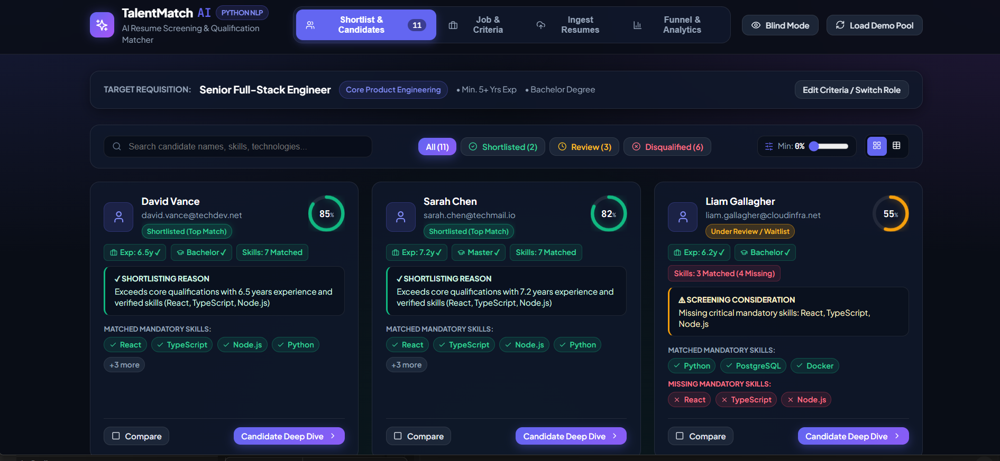 TalentMatch AI PYTHON NLP
AI Resume Screening & Qualification
Matcher
Shortlist &
Candidates
11
Job &
Criteria
Ingest
Resumes
Funnel &
Analytics
Blind Mode
Load Demo Pool
TARGET REQUISITION: Senior Full-Stack Engineer Core Product Engineering • Min. 5+ Yrs Exp • Bachelor Degree Edit Criteria / Switch Role
Search candidate names, skills, technologies... All (11) Shortlisted (2) Review (3) Disqualified (6) Min: 0%
David Vance
david.vance@techdev.net
85%
Shortlisted (Top Match)
Exp: 6.5y ✓ Bachelor ✓ Skills: 7 Matched
✓ SHORTLISTING REASON
Exceeds core qualifications with 6.5 years experience and
verified skills (React, TypeScript, Node.js)
MATCHED MANDATORY SKILLS:
✓ React ✓ TypeScript ✓ Node.js ✓ Python
+3 more
Compare Candidate Deep Dive
Sarah Chen
sarah.chen@techmail.io
82%
Shortlisted (Top Match)
Exp: 7.2y ✓ Master ✓ Skills: 7 Matched
✓ SHORTLISTING REASON
Exceeds core qualifications with 7.2 years experience and
verified skills (React, TypeScript, Node.js)
MATCHED MANDATORY SKILLS:
✓ React ✓ TypeScript ✓ Node.js ✓ Python
+3 more
Compare Candidate Deep Dive
Liam Gallagher
liam.gallagher@cloudinfra.net
55%
Under Review / Waitlist
Exp: 6.2y ✓ Bachelor ✓
Skills: 3 Matched (4 Missing)
⚠ SCREENING CONSIDERATION
Missing critical mandatory skills: React, TypeScript,
Node.js
MATCHED MANDATORY SKILLS:
✓ Python ✓ PostgreSQL ✓ Docker
MISSING MANDATORY SKILLS:
× React × TypeScript × Node.js
Compare Candidate Deep Dive